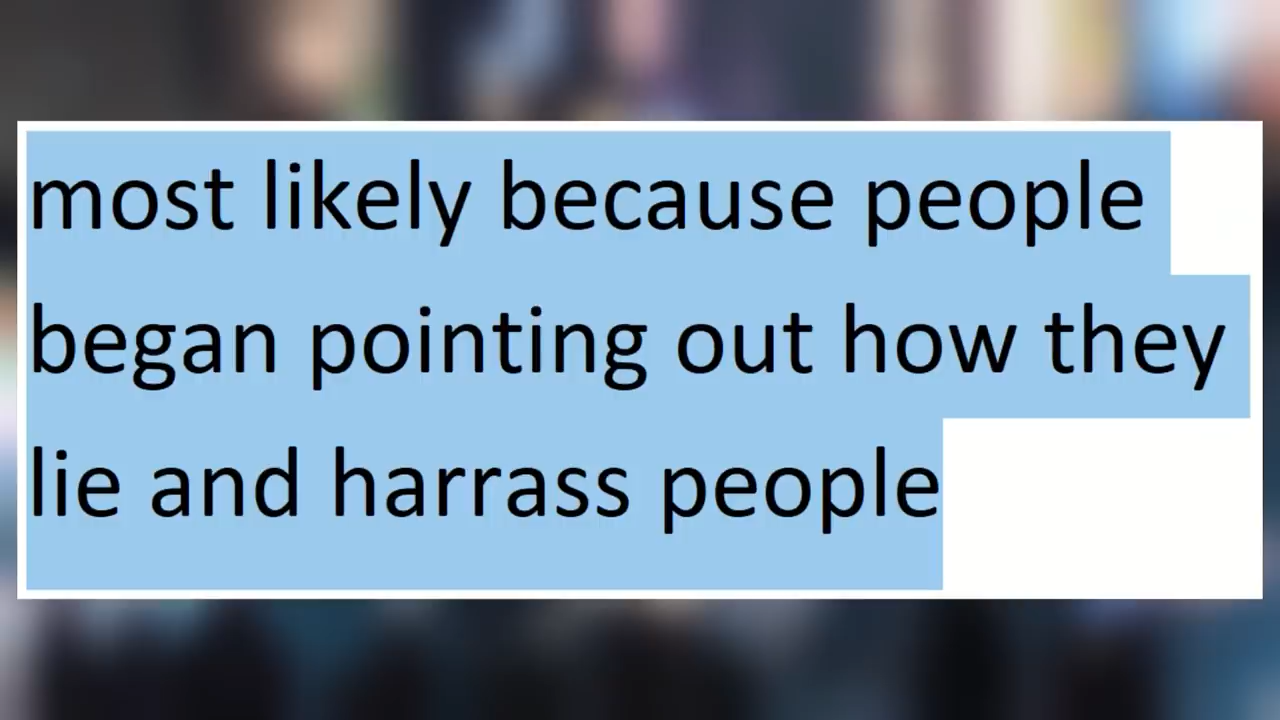 most likely because people
began pointing out how they
lie and harrass people